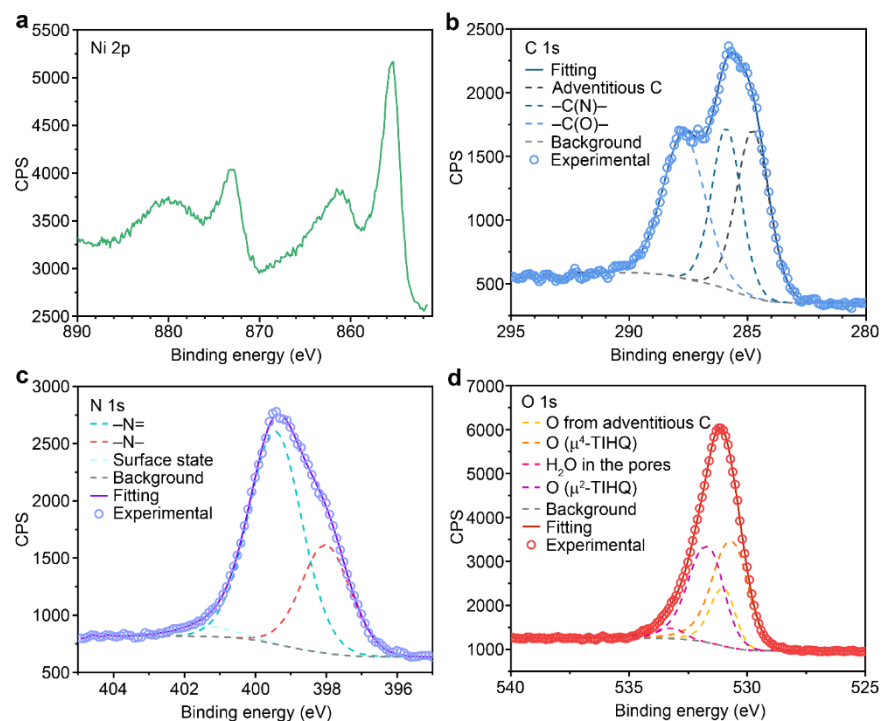 a
Ni 2p
5500
5000
4500
4000
3500
3000
2500
CPS
890 880 870 860
Binding energy (eV)
b
C 1s
Fitting
Adventitious C
–C(N)–
–C(O)–
Background
Experimental
2500
2000
1500
1000
500
CPS
295 290 285 280
Binding energy (eV)
c
N 1s
–N=
–N–
Surface state
Background
Fitting
Experimental
3000
2500
2000
1500
1000
500
CPS
404 402 400 398 396
Binding energy (eV)
d
O 1s
O from adventitious C
O (μ⁴-TIHQ)
H₂O in the pores
O (μ²-TIHQ)
Background
Fitting
Experimental
7000
6000
5000
4000
3000
2000
1000
CPS
540 535 530 525
Binding energy (eV)